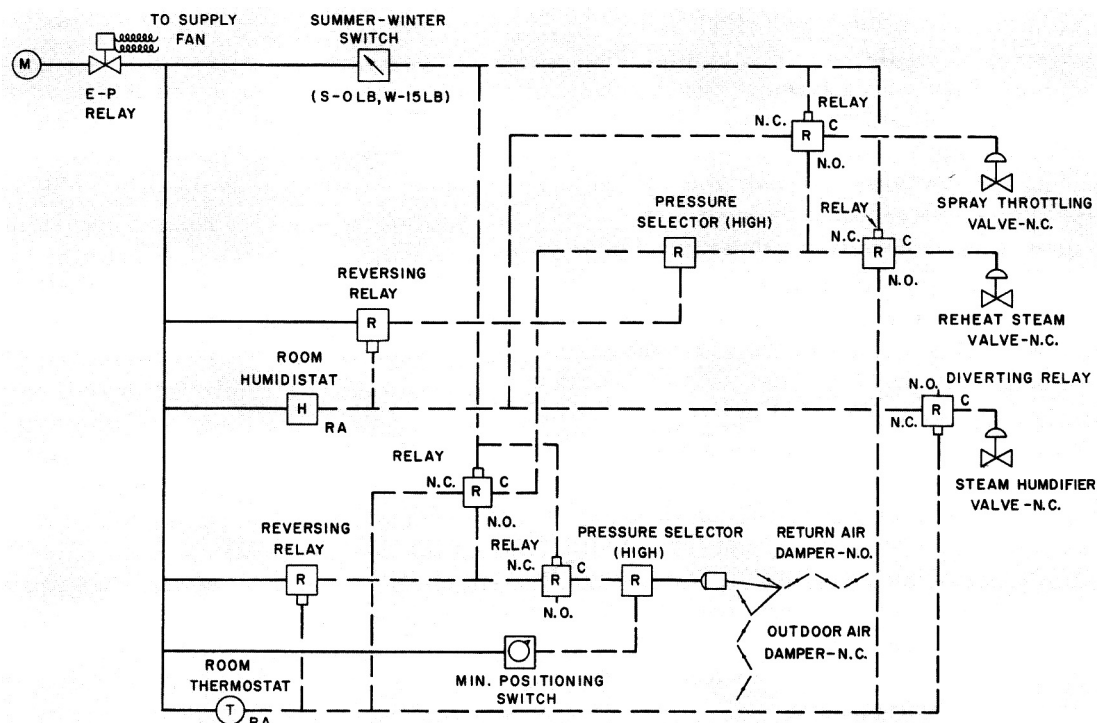 TO SUPPLY
FAN
SUMMER-WINTER
SWITCH
M
E-P
RELAY
(S-0LB, W-15LB)
RELAY
N.C.
R
C
N.O.
SPRAY THROTTLING
VALVE-N.C.
PRESSURE
SELECTOR (HIGH)
R
RELAY
N.C.
R
C
N.O.
REHEAT STEAM
VALVE-N.C.
REVERSING
RELAY
R
ROOM
HUMIDISTAT
H
RA
N.O.
DIVERTING RELAY
R
C
N.C.
STEAM HUMDIFIER
VALVE-N.C.
RELAY
N.C.
R
C
N.O.
REVERSING
RELAY
R
RELAY
N.C.
R
C
N.O.
PRESSURE SELECTOR
(HIGH)
R
RETURN AIR
DAMPER-N.O.
OUTDOOR AIR
DAMPER-N.C.
MIN. POSITIONING
SWITCH
ROOM
THERMOSTAT
T
RA